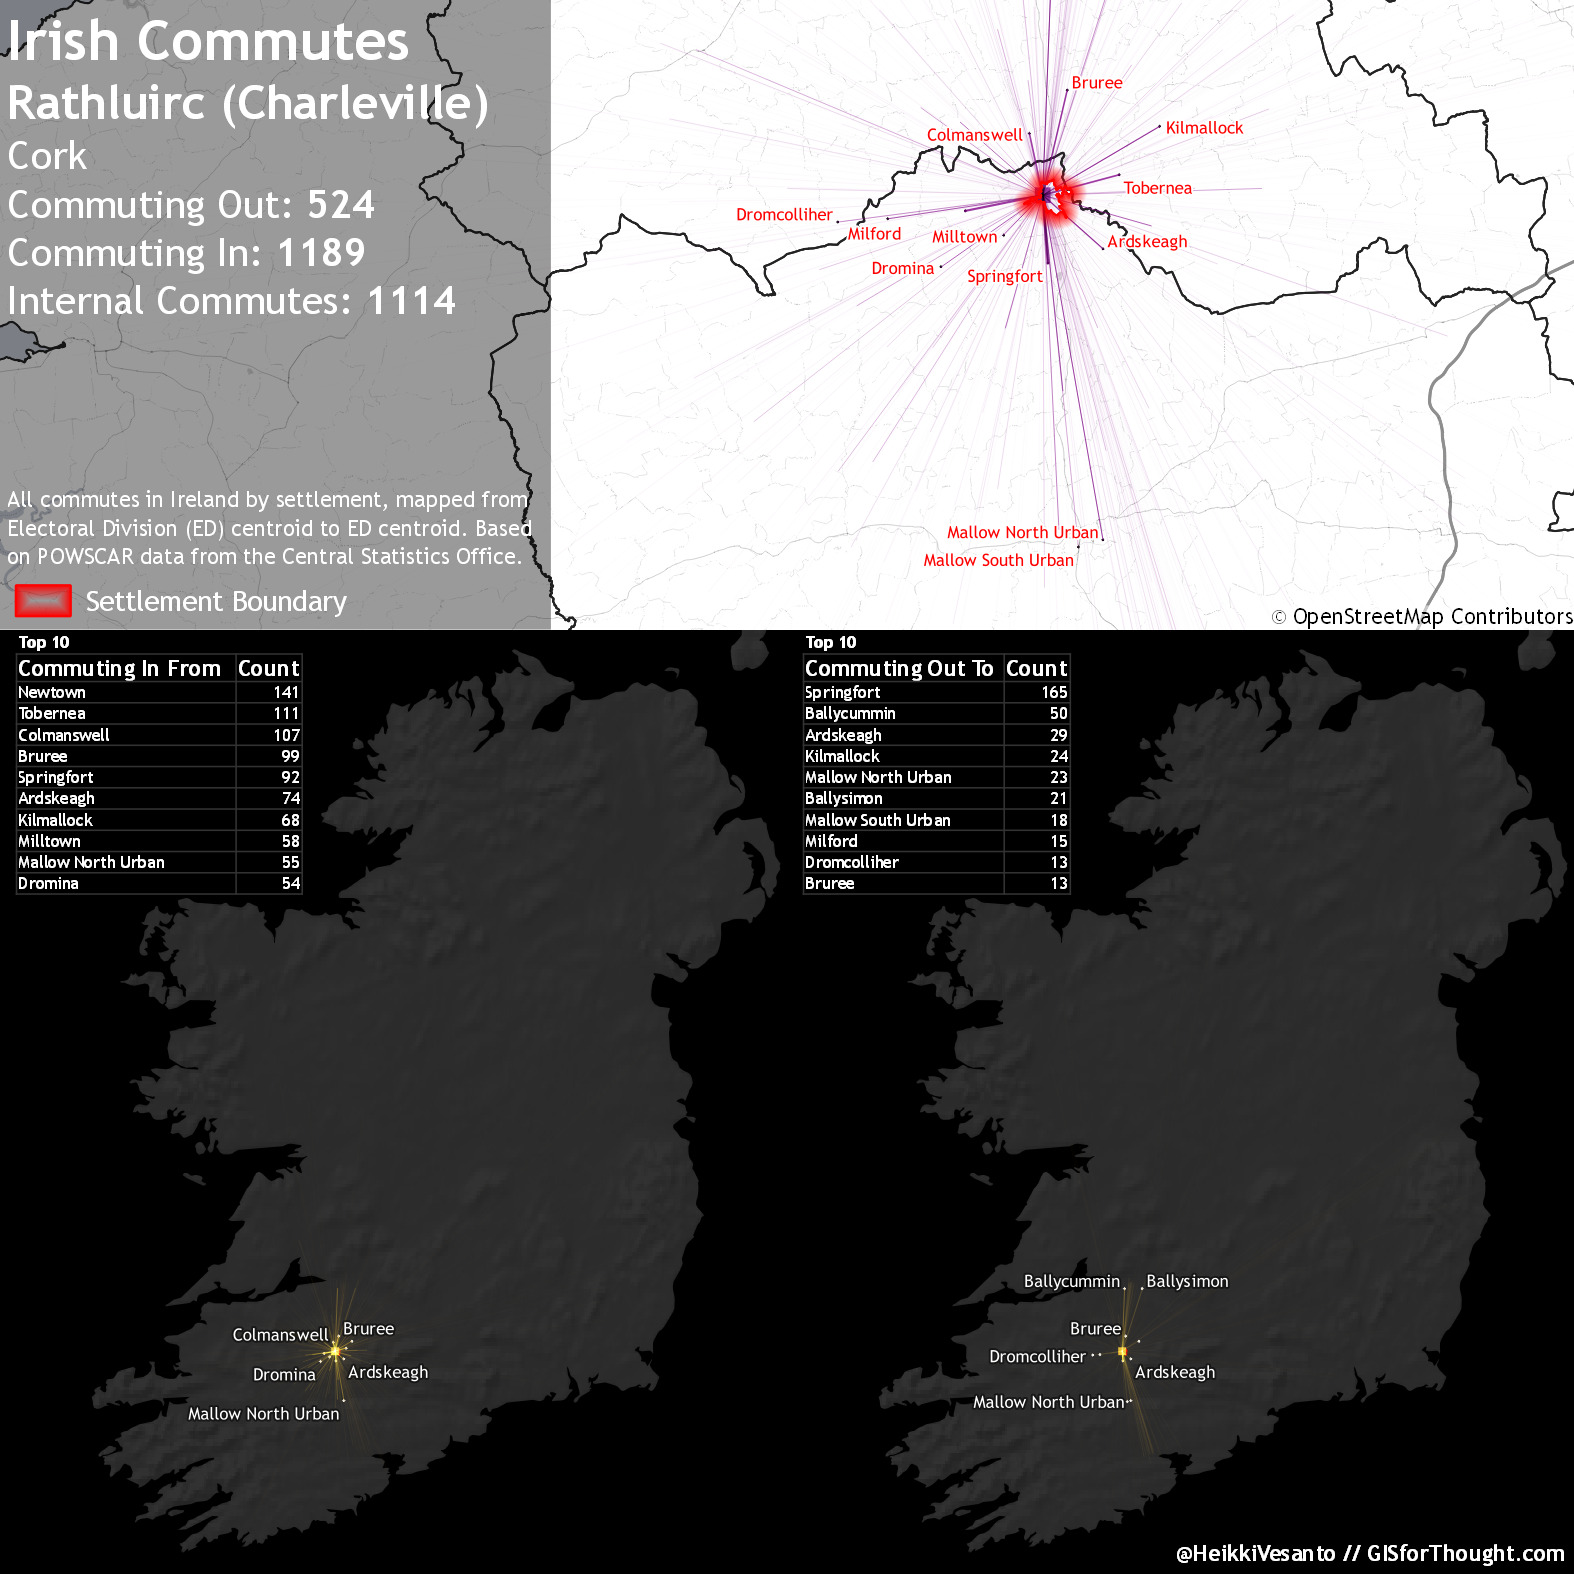 Irish Commutes
Rathluirc (Charleville)
Cork
Commuting Out: 524
Commuting In: 1189
Internal Commutes: 1114
All commutes in Ireland by settlement, mapped from
Electoral Division (ED) centroid to ED centroid. Based
on POWSCAR data from the Central Statistics Office.
Settlement Boundary
Bruree
Colmanswell
Kilmallock
Tobernea
Dromcolliher
Milford
Milltown
Ardskeagh
Dromina
Springfort
Mallow North Urban
Mallow South Urban
© OpenStreetMap Contributors
Top 10
Commuting In From Count
Newtown 141
Tobernea 111
Colmanswell 107
Bruree 99
Springfort 92
Ardskeagh 74
Kilmallock 68
Milltown 58
Mallow North Urban 55
Dromina 54
Top 10
Commuting Out To Count
Springfort 165
Ballycummin 50
Ardskeagh 29
Kilmallock 24
Mallow North Urban 23
Ballysimon 21
Mallow South Urban 18
Milford 15
Dromcolliher 13
Bruree 13
Colmanswell
Bruree
Dromina
Ardskeagh
Mallow North Urban
Ballycummin
Ballysimon
Bruree
Dromcolliher
Ardskeagh
Mallow North Urban
@HeikkiVesanto // GISforThought.com